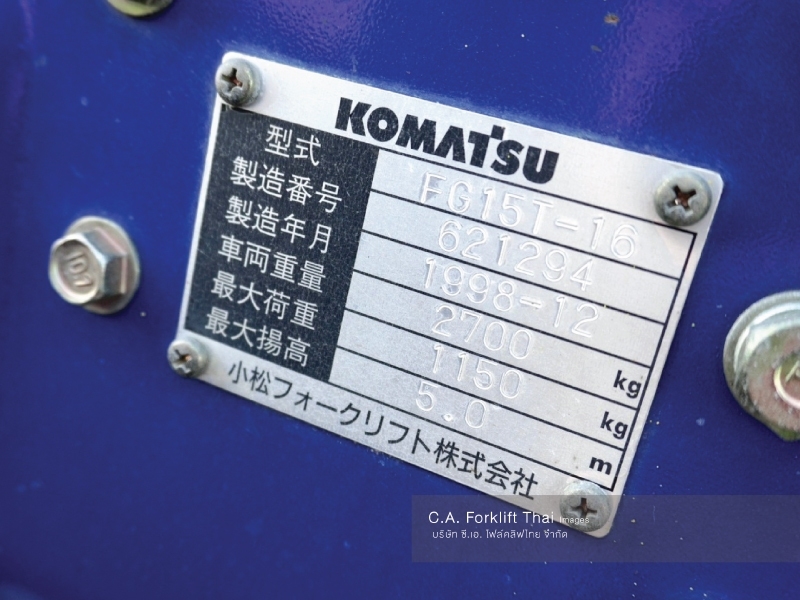 KOMATSU
型式 FG15T-16
製造番号 621294
製造年月 1998-12
車両重量 2700 kg
最大荷重 1150 kg
最大揚高 5.0 m
小松フォークリフト株式会社
C.A. Forklift Thai Images
บริษัท ซี.เอ. โฟล์คลิฟไทย จำกัด